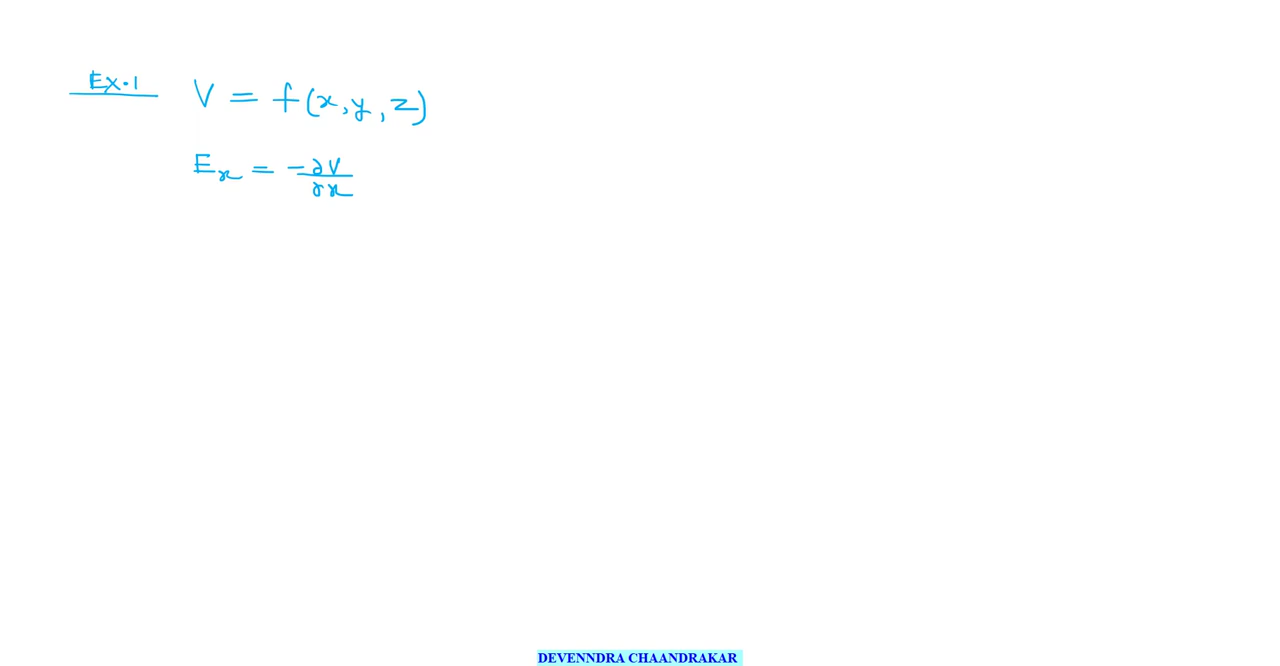 Ex.1
V = f(x, y, z)
Ex = -∂V/∂x
DEVENNDRA CHAANDRAKAR